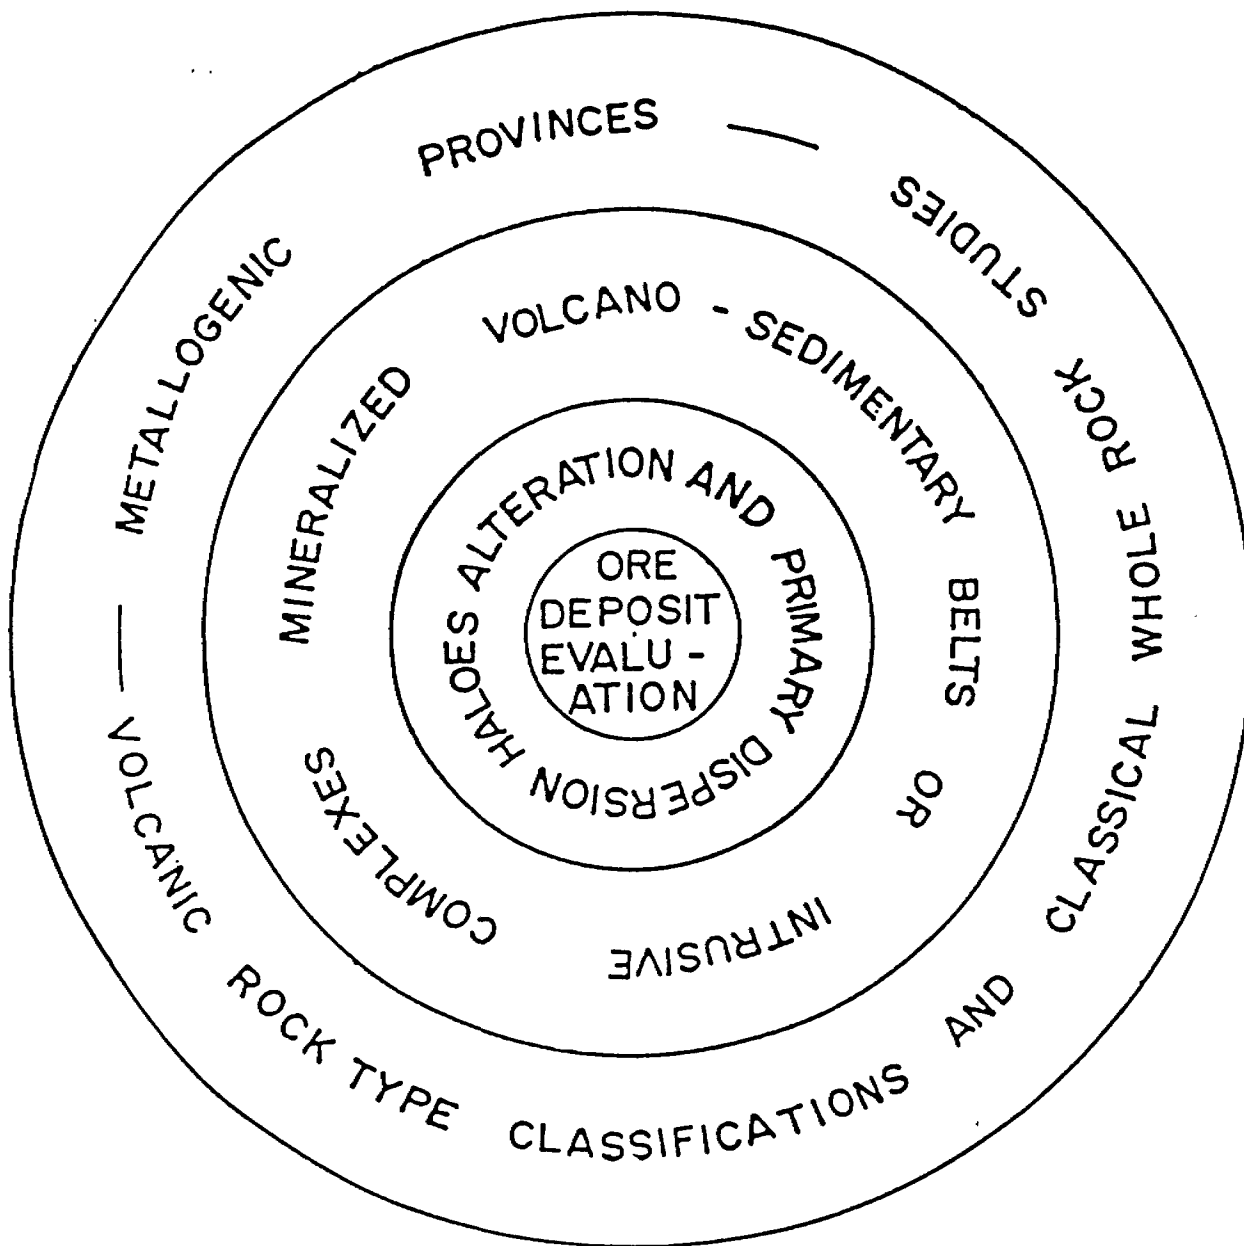 METALLOGENIC PROVINCES —
— VOLCANIC ROCK TYPE CLASSIFICATIONS AND CLASSICAL WHOLE ROCK STUDIES
MINERALIZED VOLCANO - SEDIMENTARY BELTS OR INTRUSIVE COMPLEXES
ALTERATION AND PRIMARY DISPERSION HALOES
ORE
DEPOSIT
EVALU -
ATION